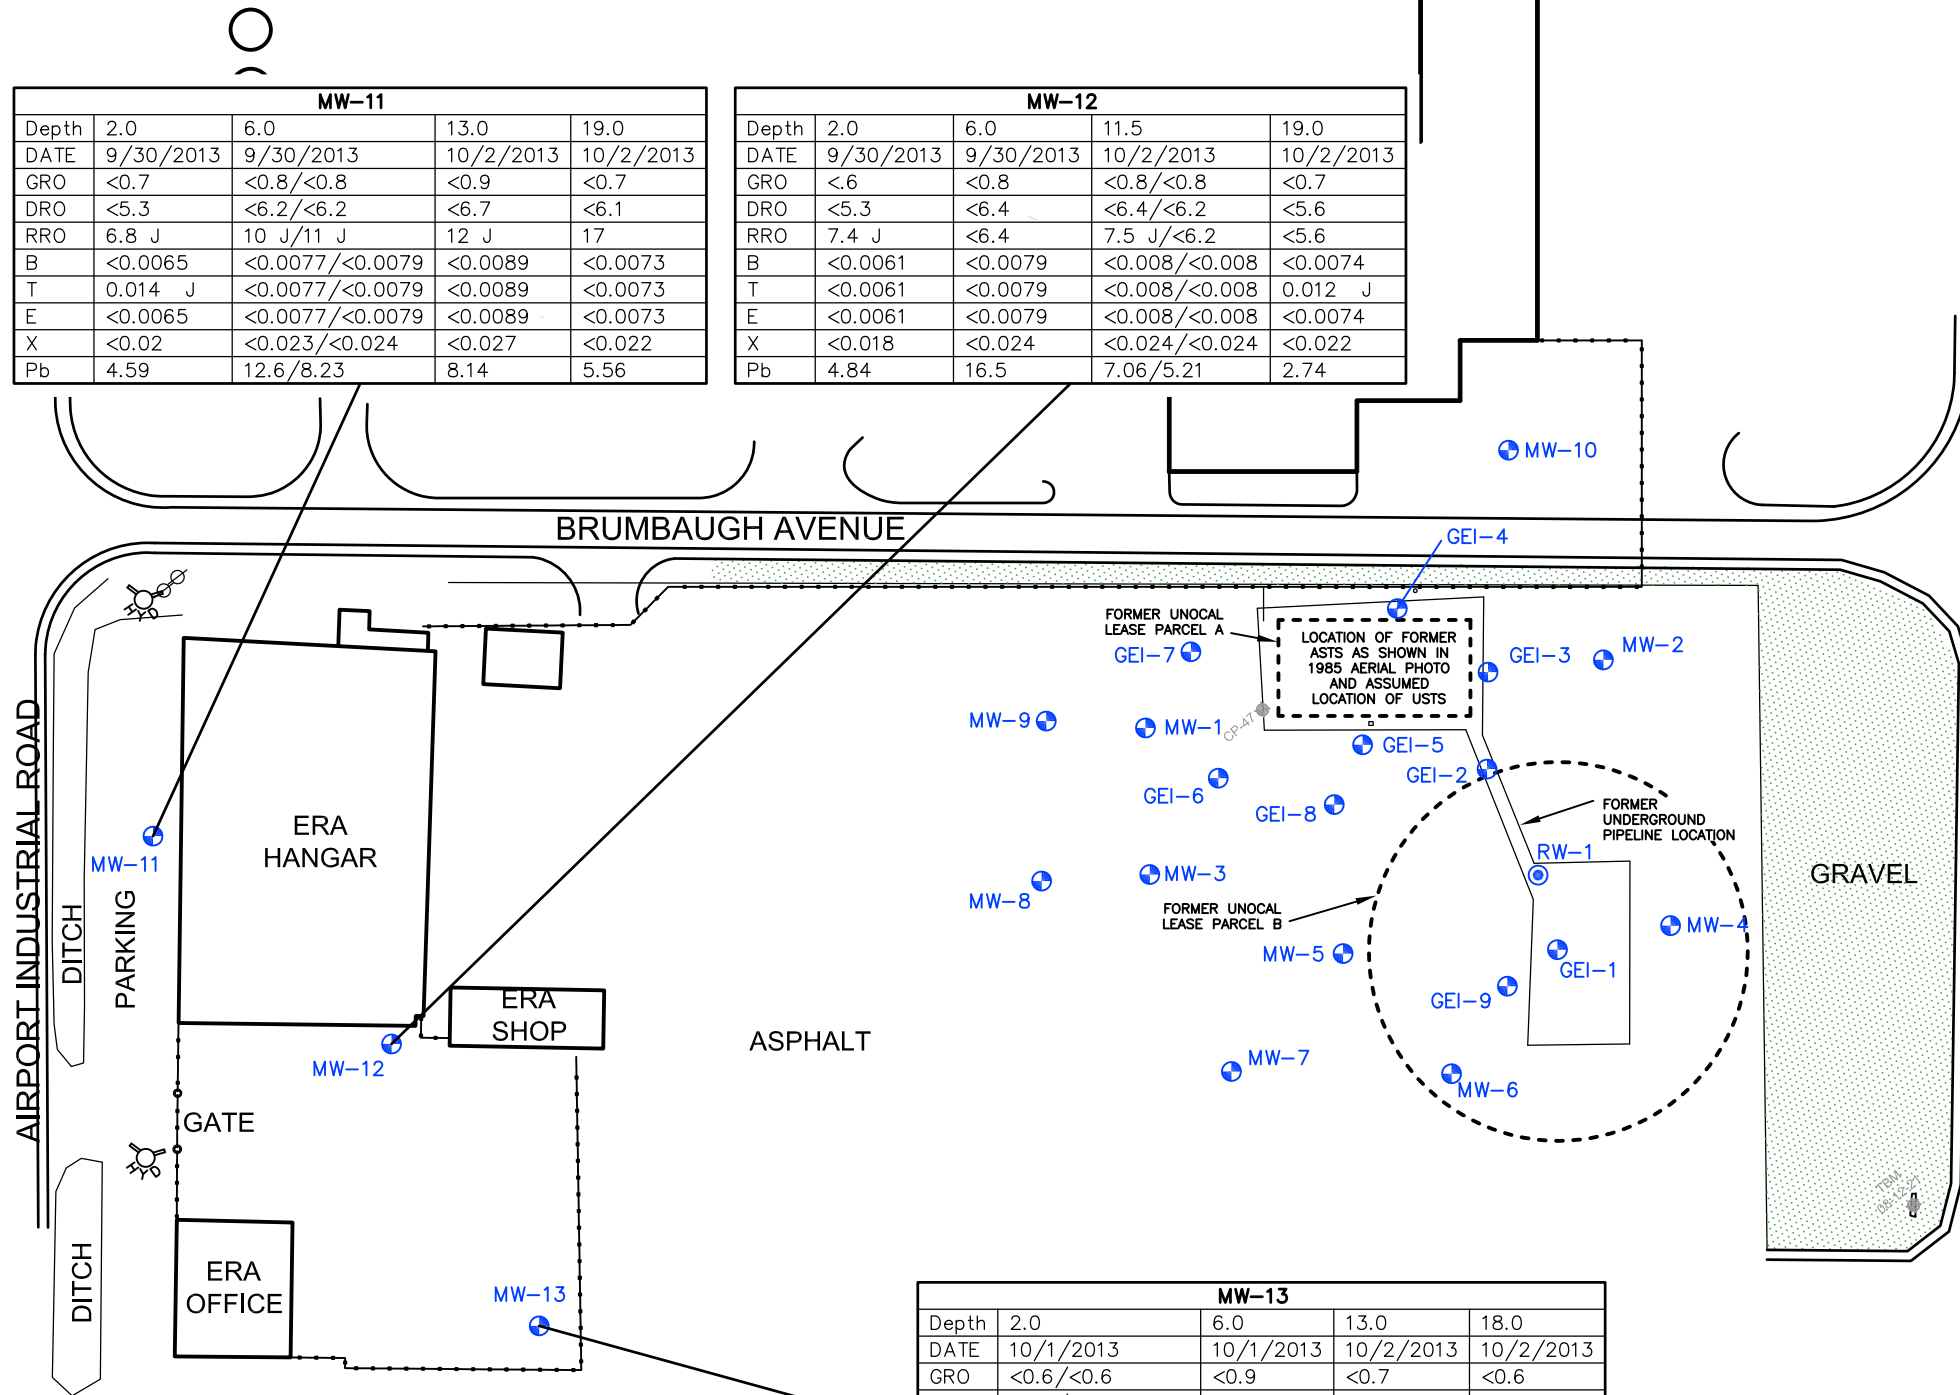 MW-11
Depth 2.0 6.0 13.0 19.0
DATE 9/30/2013 9/30/2013 10/2/2013 10/2/2013
GRO <0.7 <0.8/<0.8 <0.9 <0.7
DRO <5.3 <6.2/<6.2 <6.7 <6.1
RRO 6.8 J 10 J/11 J 12 J 17
B <0.0065 <0.0077/<0.0079 <0.0089 <0.0073
T 0.014 J <0.0077/<0.0079 <0.0089 <0.0073
E <0.0065 <0.0077/<0.0079 <0.0089 <0.0073
X <0.02 <0.023/<0.024 <0.027 <0.022
Pb 4.59 12.6/8.23 8.14 5.56
MW-12
Depth 2.0 6.0 11.5 19.0
DATE 9/30/2013 9/30/2013 10/2/2013 10/2/2013
GRO <.6 <0.8 <0.8/<0.8 <0.7
DRO <5.3 <6.4 <6.4/<6.2 <5.6
RRO 7.4 J <6.4 7.5 J/<6.2 <5.6
B <0.0061 <0.0079 <0.008/<0.008 <0.0074
T <0.0061 <0.0079 <0.008/<0.008 0.012 J
E <0.0061 <0.0079 <0.008/<0.008 <0.0074
X <0.018 <0.024 <0.024/<0.024 <0.022
Pb 4.84 16.5 7.06/5.21 2.74
MW-10
BRUMBAUGH AVENUE
GEI-4
HYD
FORMER UNOCAL
LEASE PARCEL A
LOCATION OF FORMER
ASTS AS SHOWN IN
1985 AERIAL PHOTO
AND ASSUMED
LOCATION OF USTS
GEI-7
GEI-3
MW-2
MW-9
MW-1
CP-47
GEI-5
GEI-2
GEI-6
GEI-8
FORMER
UNDERGROUND
PIPELINE LOCATION
RW-1
ERA
HANGAR
MW-11
AIRPORT INDUSTRIAL ROAD
DITCH
PARKING
MW-8
MW-3
FORMER UNOCAL
LEASE PARCEL B
GRAVEL
MW-4
MW-5
GEI-1
GEI-9
ERA
SHOP
ASPHALT
MW-12
MW-7
MW-6
GATE
HYD
TBM
08-12-21
DITCH
ERA
OFFICE
MW-13
MW-13
Depth 2.0 6.0 13.0 18.0
DATE 10/1/2013 10/1/2013 10/2/2013 10/2/2013
GRO <0.6/<0.6 <0.9 <0.7 <0.6